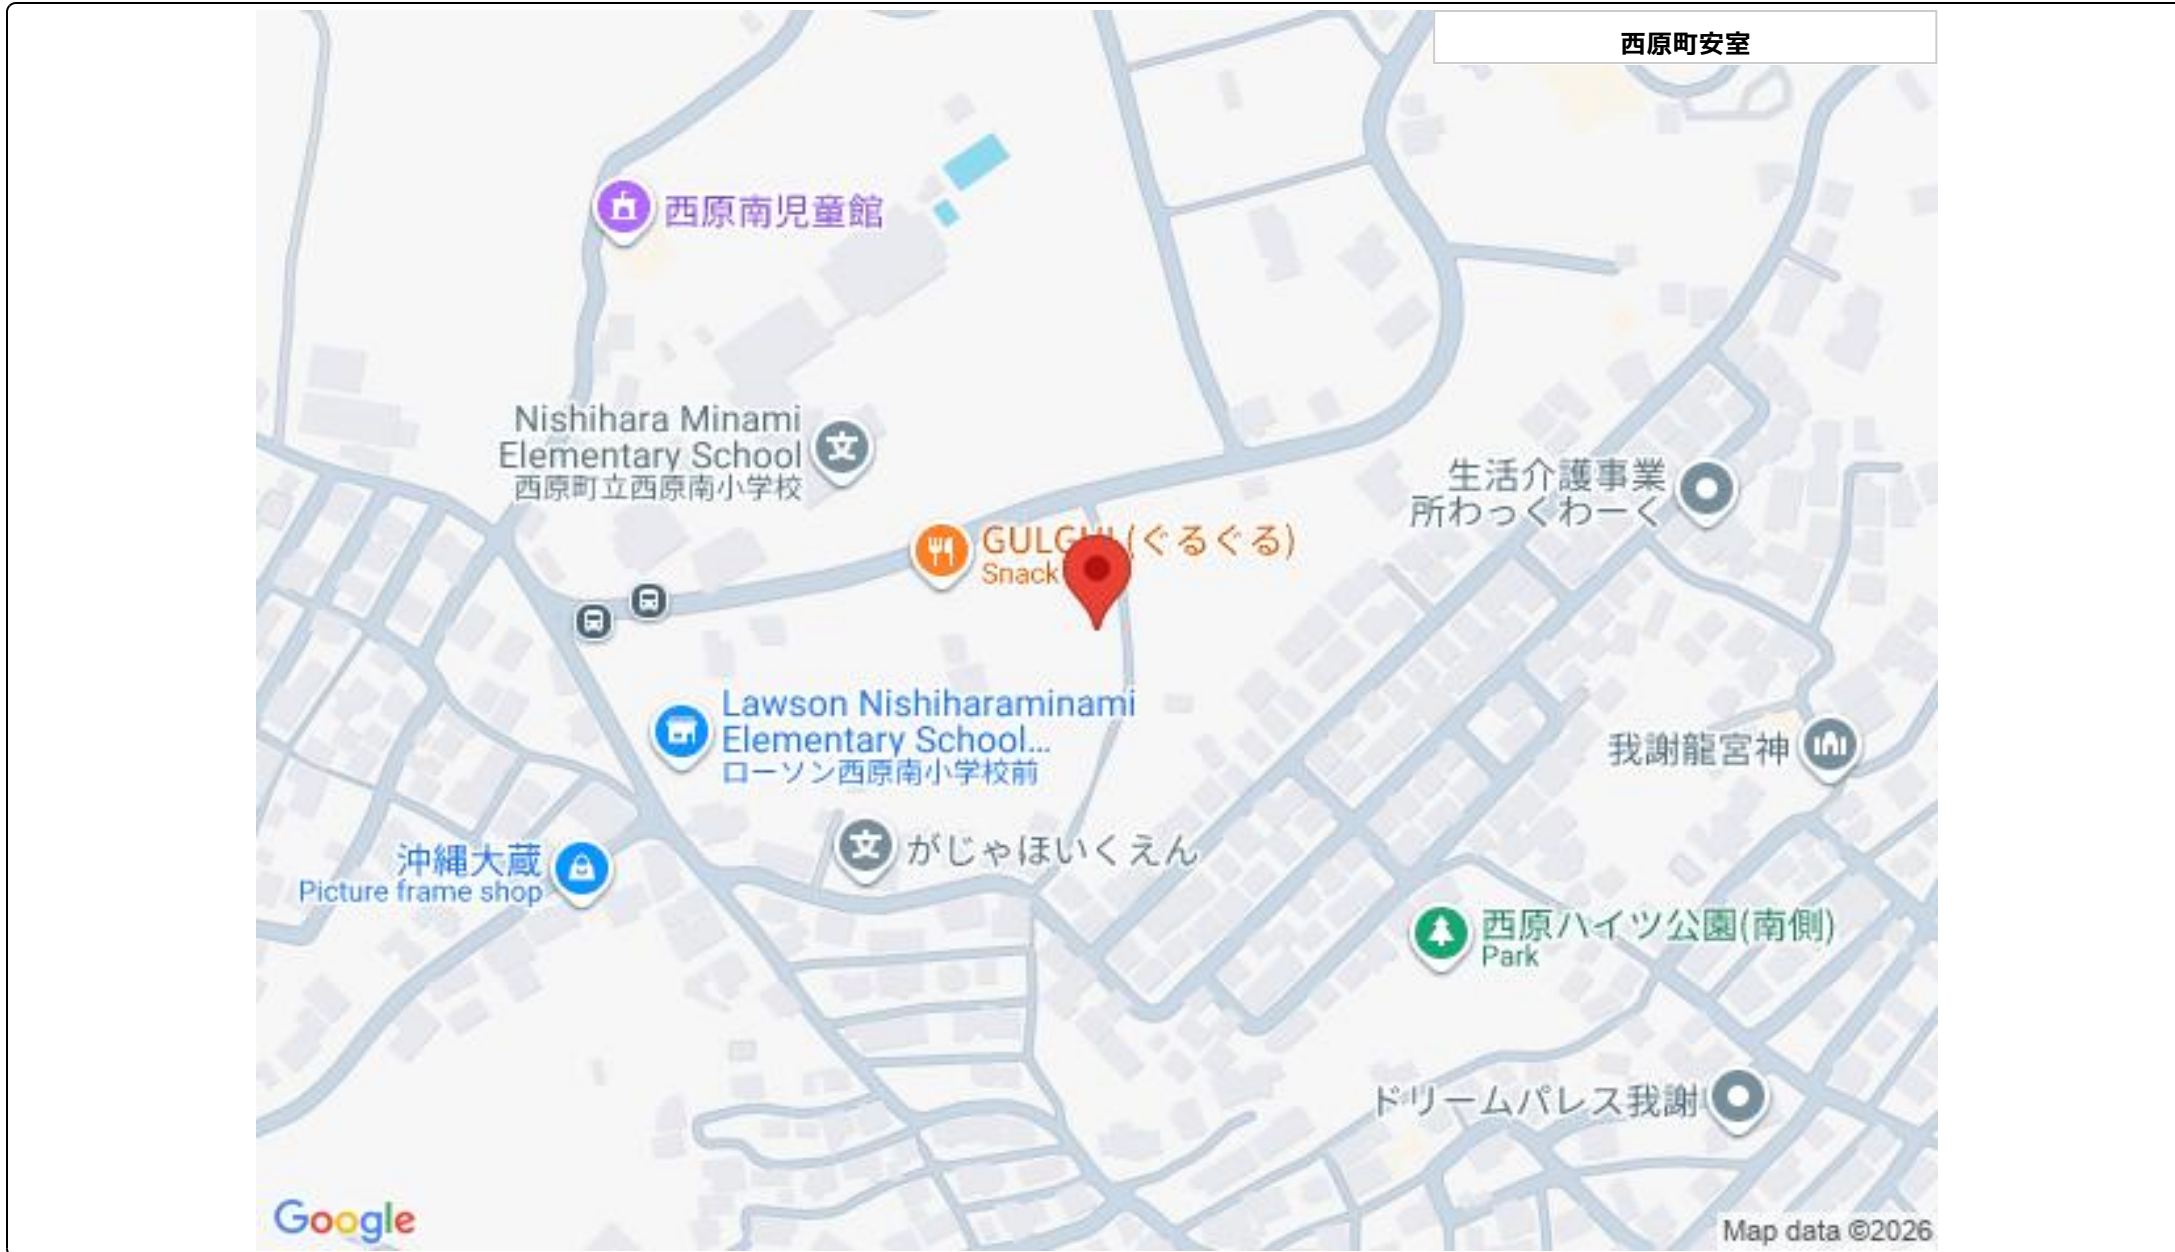 西原町安室
西原南児童館
Nishihara Minami
Elementary School
西原町立西原南小学校
生活介護事業
所わっくわーく
(ぐるぐる)
Snack
Lawson Nishiharaminami
Elementary School...
ローソン西原南小学校前
我謝龍宮神
がじゃほいくえん
沖縄大蔵
Picture frame shop
西原ハイツ公園(南側)
Park
ドリームパレス我謝
Google
Map data ©2026